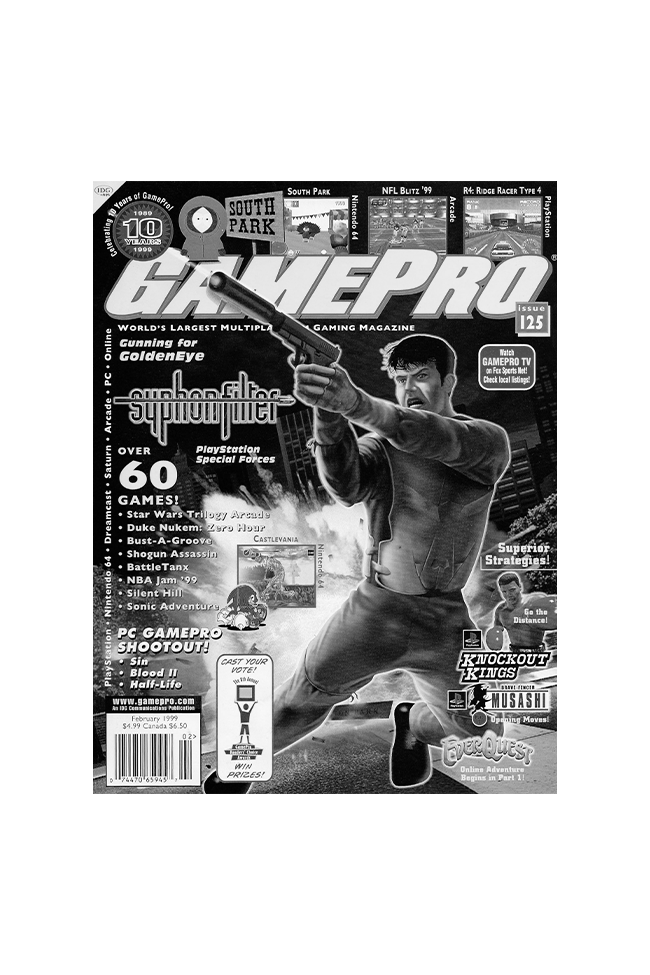 IDG
Celebrating 10 Years of GamePro!
1989
10
YEARS
1999
SOUTH
PARK
SOUTH PARK
Nintendo 64
NFL BLITZ '99
Arcade
R4: RIDGE RACER TYPE 4
PlayStation
GAMEPRO
®
issue
125
WORLD'S LARGEST MULTIPLA GAMING MAGAZINE
Gunning for
GoldenEye
Watch
GAMEPRO TV
on Fox Sports Net!
Check local listings!
syphon filter
PlayStation
Special Forces
PlayStation • Nintendo 64 • Dreamcast • Saturn • Arcade • PC • Online
OVER
60
GAMES!
• Star Wars Trilogy Arcade
• Duke Nukem: Zero Hour
• Bust-A-Groove
• Shogun Assassin
• BattleTanx
• NBA Jam '99
• Silent Hill
• Sonic Adventure
CASTLEVANIA
Nintendo 64
Superior
Strategies!
Go the
Distance!
KNOCKOUT
KINGS
BRAVE FENCER
MUSASHI
Opening Moves!
EVERQUEST
Online Adventure
Begins in Part 1!
PC GAMEPRO
SHOOTOUT!
• Sin
• Blood II
• Half-Life
CAST YOUR
VOTE!
WIN
PRIZES!
www.gamepro.com
An IDG Communications Publication
February 1999
$4.99 Canada $6.50
02>
0 74470 65945 7